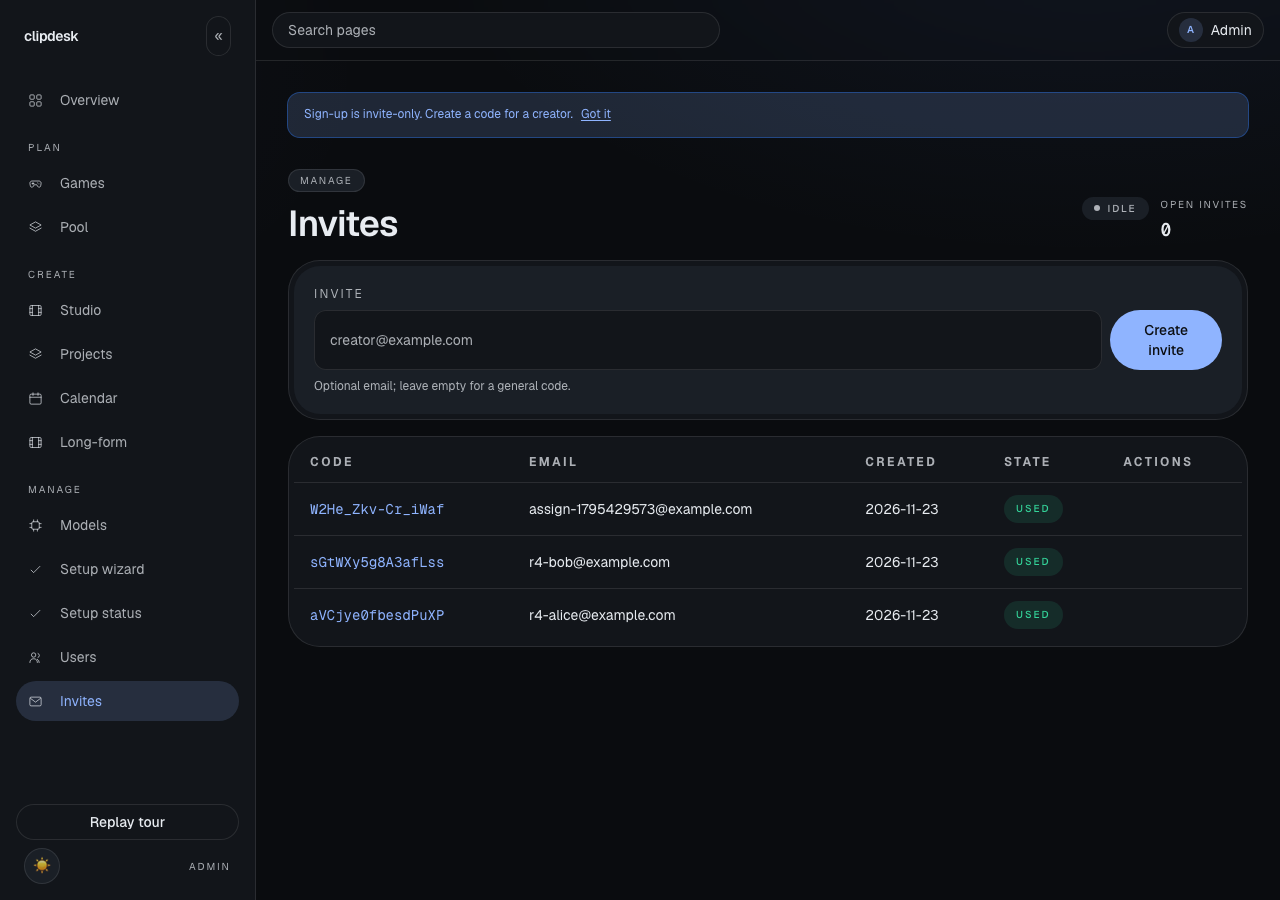 clipdesk
«
Search pages
A
Admin
Overview
PLAN
Games
Pool
CREATE
Studio
Projects
Calendar
Long-form
MANAGE
Models
Setup wizard
Setup status
Users
Invites
Replay tour
ADMIN
Sign-up is invite-only. Create a code for a creator. Got it
MANAGE
Invites
IDLE
OPEN INVITES
0
INVITE
creator@example.com
Create
invite
Optional email; leave empty for a general code.
CODE EMAIL CREATED STATE ACTIONS
W2He_Zkv-Cr_iWaf assign-1795429573@example.com 2026-11-23 USED
sGtWXy5g8A3afLss r4-bob@example.com 2026-11-23 USED
aVCjye0fbesdPuXP r4-alice@example.com 2026-11-23 USED